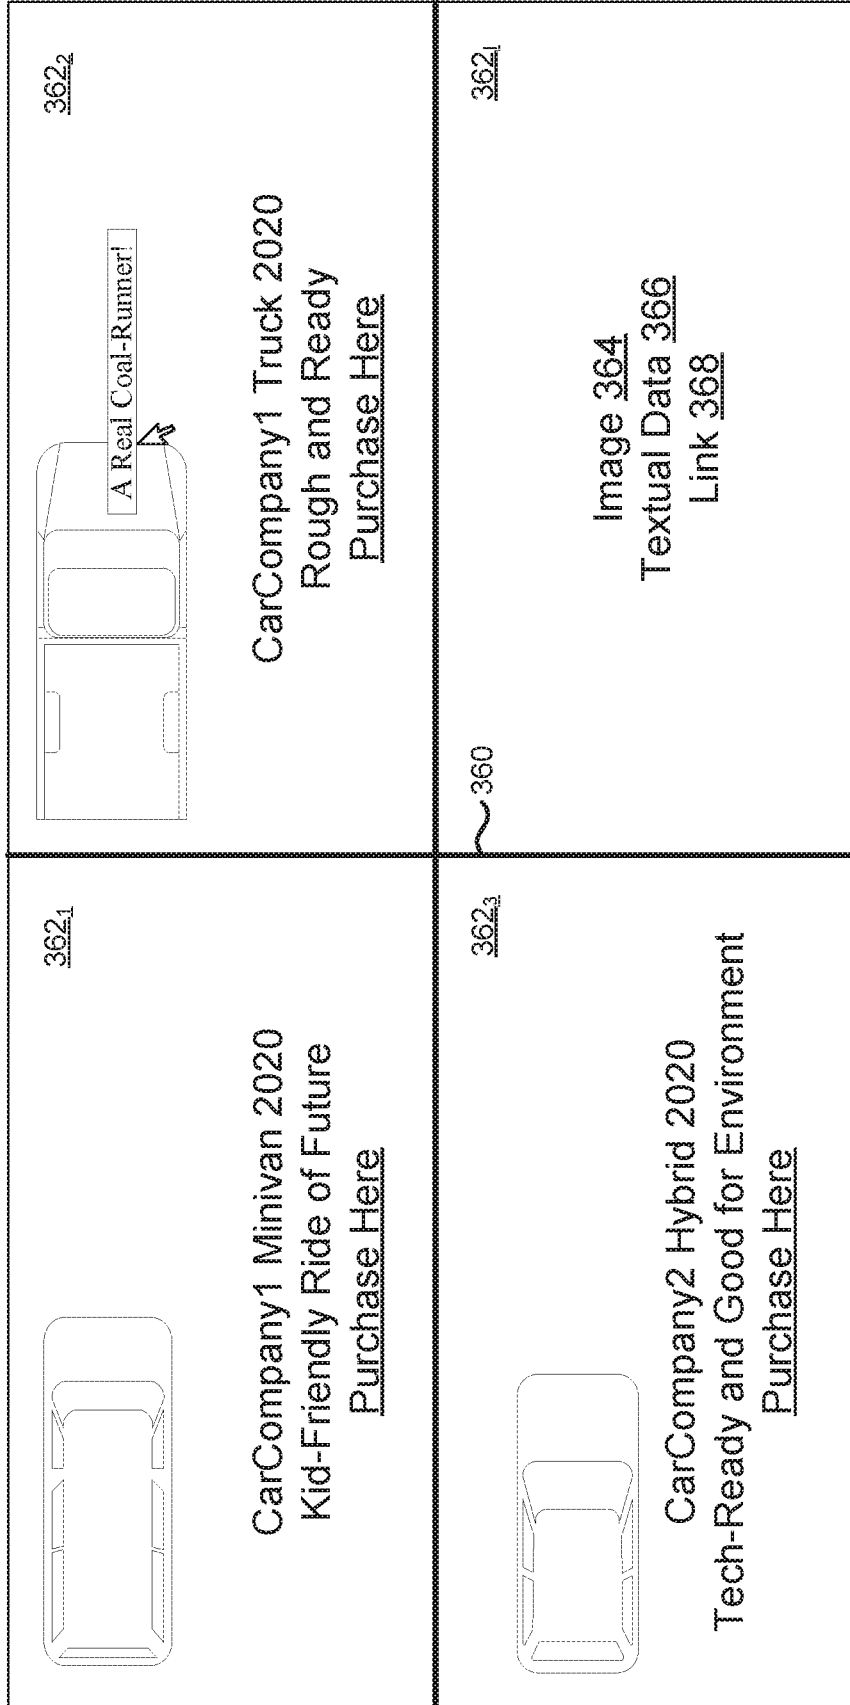 362₁
CarCompany1 Minivan 2020
Kid-Friendly Ride of Future
Purchase Here
362₂
A Real Coal-Runner!
CarCompany1 Truck 2020
Rough and Ready
Purchase Here
362₃
CarCompany2 Hybrid 2020
Tech-Ready and Good for Environment
Purchase Here
360
362I
Image 364
Textual Data 366
Link 368